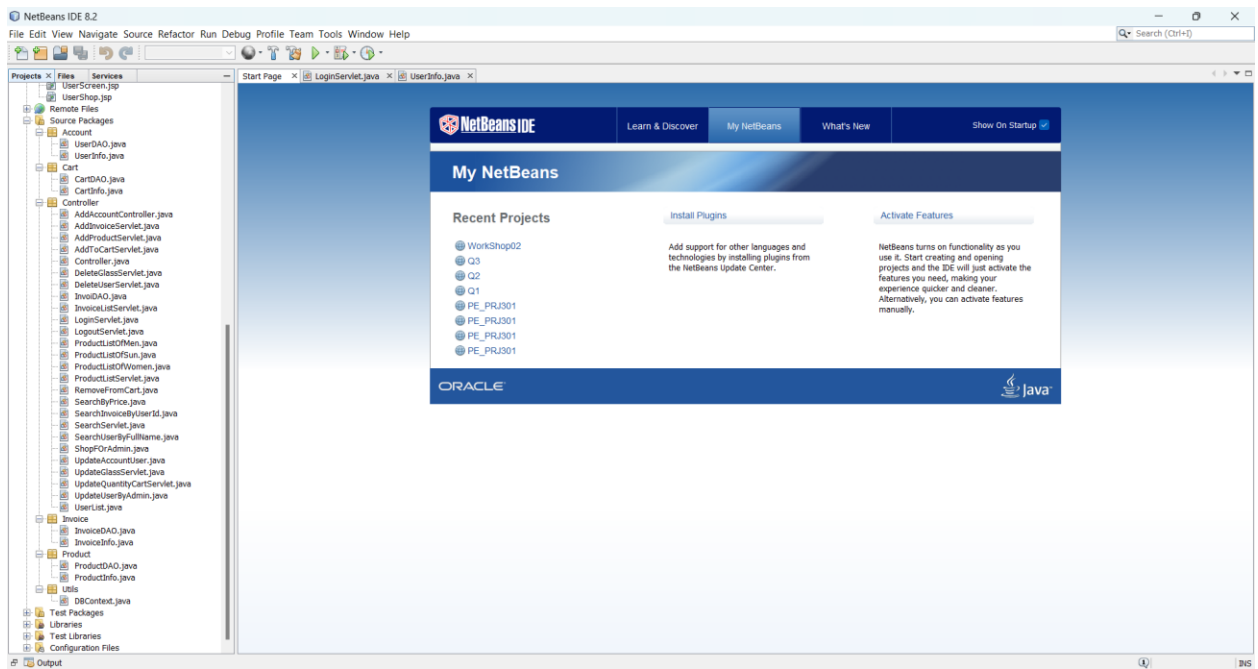 NetBeans IDE 8.2
File Edit View Navigate Source Refactor Run Debug Profile Team Tools Window Help
Search (Ctrl+I)
Projects Files Services
Start Page LoginServlet.java UserInfo.java
UserScreen.jsp
UserShop.jsp
Remote Files
Source Packages
Account
UserDAO.java
UserInfo.java
Cart
CartDAO.java
CartInfo.java
Controller
AddAccountController.java
AddInvoiceServlet.java
AddProductServlet.java
AddToCartServlet.java
Controller.java
DeleteGlassServlet.java
DeleteUserServlet.java
InvoiDAO.java
InvoiceListServlet.java
LoginServlet.java
LogoutServlet.java
ProductListOfMen.java
ProductListOfSun.java
ProductListOfWomen.java
ProductListServlet.java
RemoveFromCart.java
SearchByPrice.java
SearchInvoiceByUserId.java
SearchServlet.java
SearchUserByFullName.java
ShopFOrAdmin.java
UpdateAccountUser.java
UpdateGlassServlet.java
UpdateQuantityCartServlet.java
UpdateUserByAdmin.java
UserList.java
Invoice
InvoiceDAO.java
InvoiceInfo.java
Product
ProductDAO.java
ProductInfo.java
Utils
DBContext.java
Test Packages
Libraries
Test Libraries
Configuration Files
NetBeans IDE
Learn & Discover My NetBeans What's New Show On Startup
My NetBeans
Recent Projects
WorkShop02
Q3
Q2
Q1
PE_PRJ301
PE_PRJ301
PE_PRJ301
PE_PRJ301
Install Plugins
Add support for other languages and
technologies by installing plugins from
the NetBeans Update Center.
Activate Features
NetBeans turns on functionality as you
use it. Start creating and opening
projects and the IDE will just activate the
features you need, making your
experience quicker and cleaner.
Alternatively, you can activate features
manually.
ORACLE
Java
Output
INS